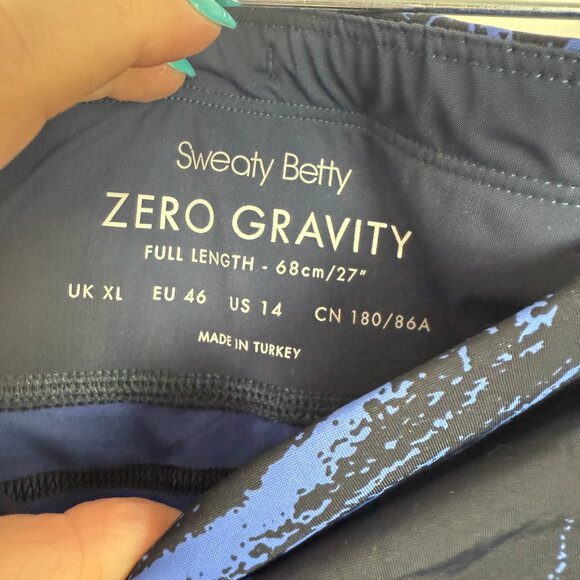 Sweaty Betty
ZERO GRAVITY
FULL LENGTH - 68cm/27"
UK XL EU 46 US 14 CN 180/86A
MADE IN TURKEY